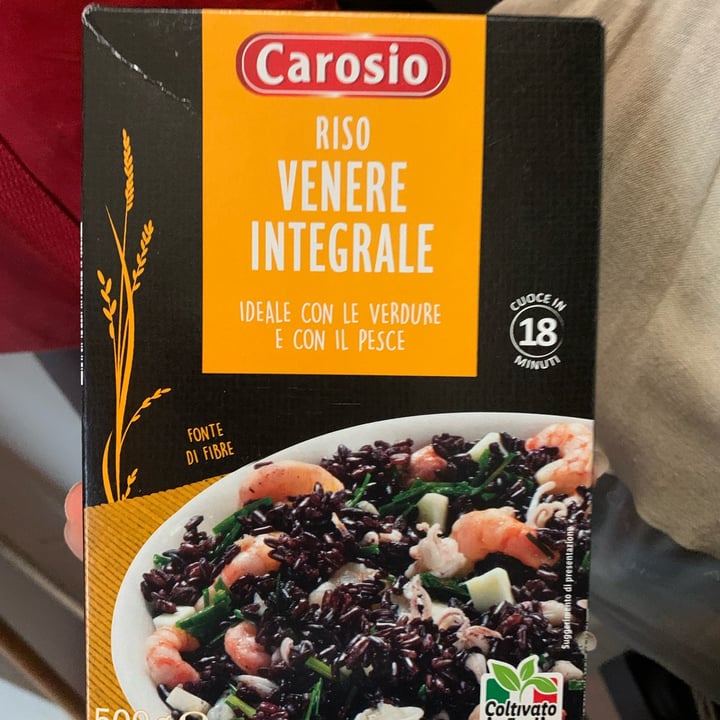 Carosio
RISO
VENERE
INTEGRALE
IDEALE CON LE VERDURE
E CON IL PESCE
CUOCE IN
18
MINUTI
FONTE
DI FIBRE
Suggerimento di presentazione
Coltivato
500g